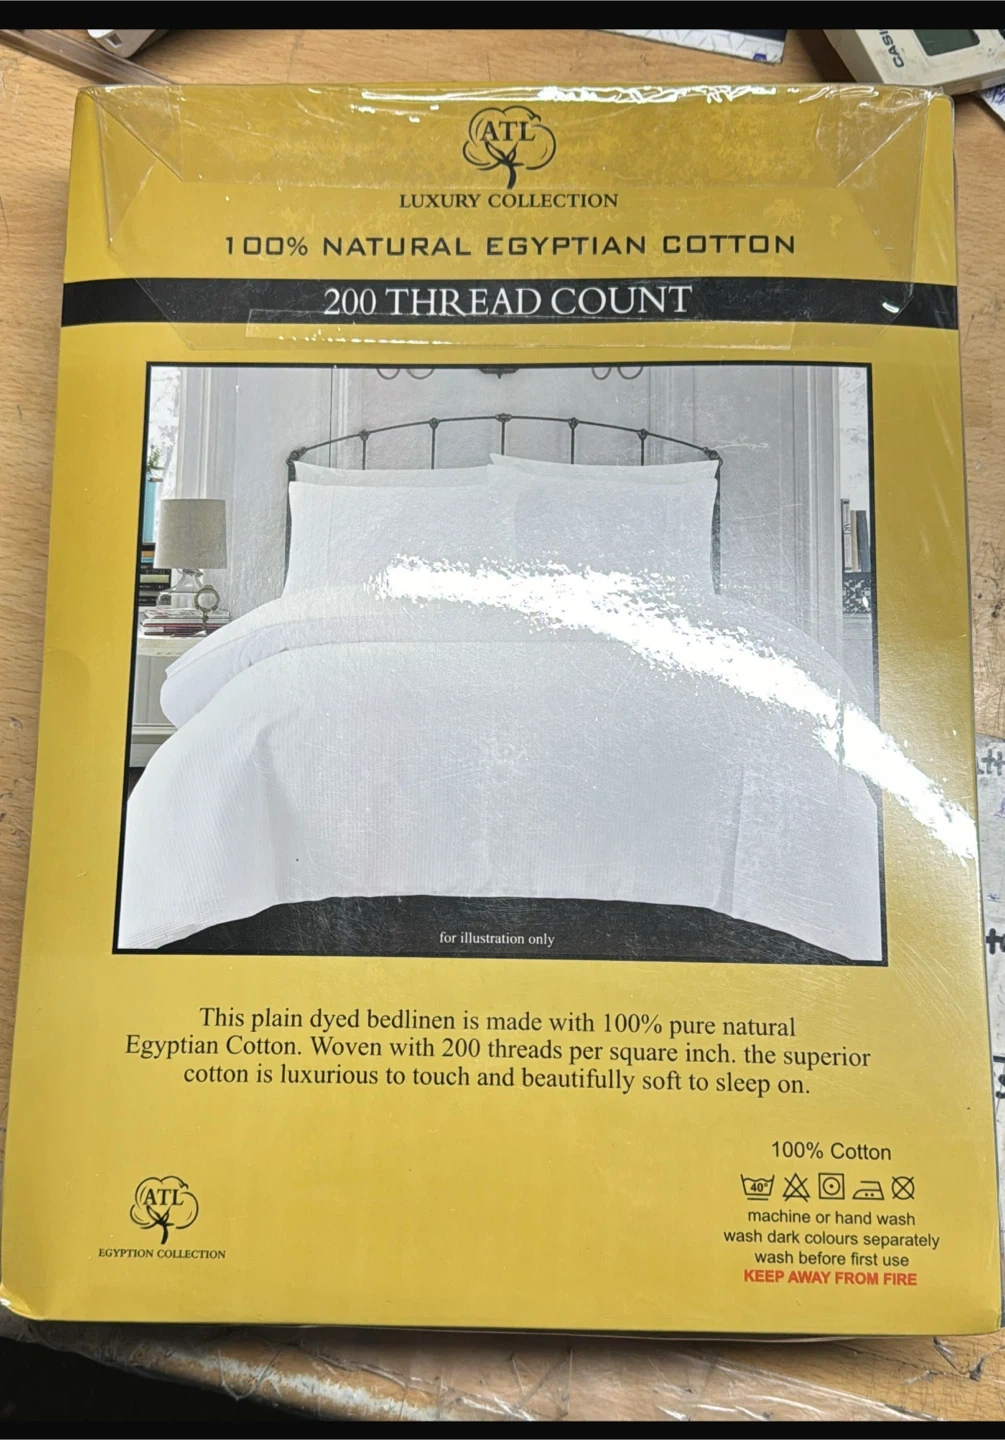 CASI
ATL
LUXURY COLLECTION
100% NATURAL EGYPTIAN COTTON
200 THREAD COUNT
for illustration only
This plain dyed bedlinen is made with 100% pure natural
Egyptian Cotton. Woven with 200 threads per square inch. the superior
cotton is luxurious to touch and beautifully soft to sleep on.
ATL
EGYPTION COLLECTION
100% Cotton
40°
machine or hand wash
wash dark colours separately
wash before first use
KEEP AWAY FROM FIRE